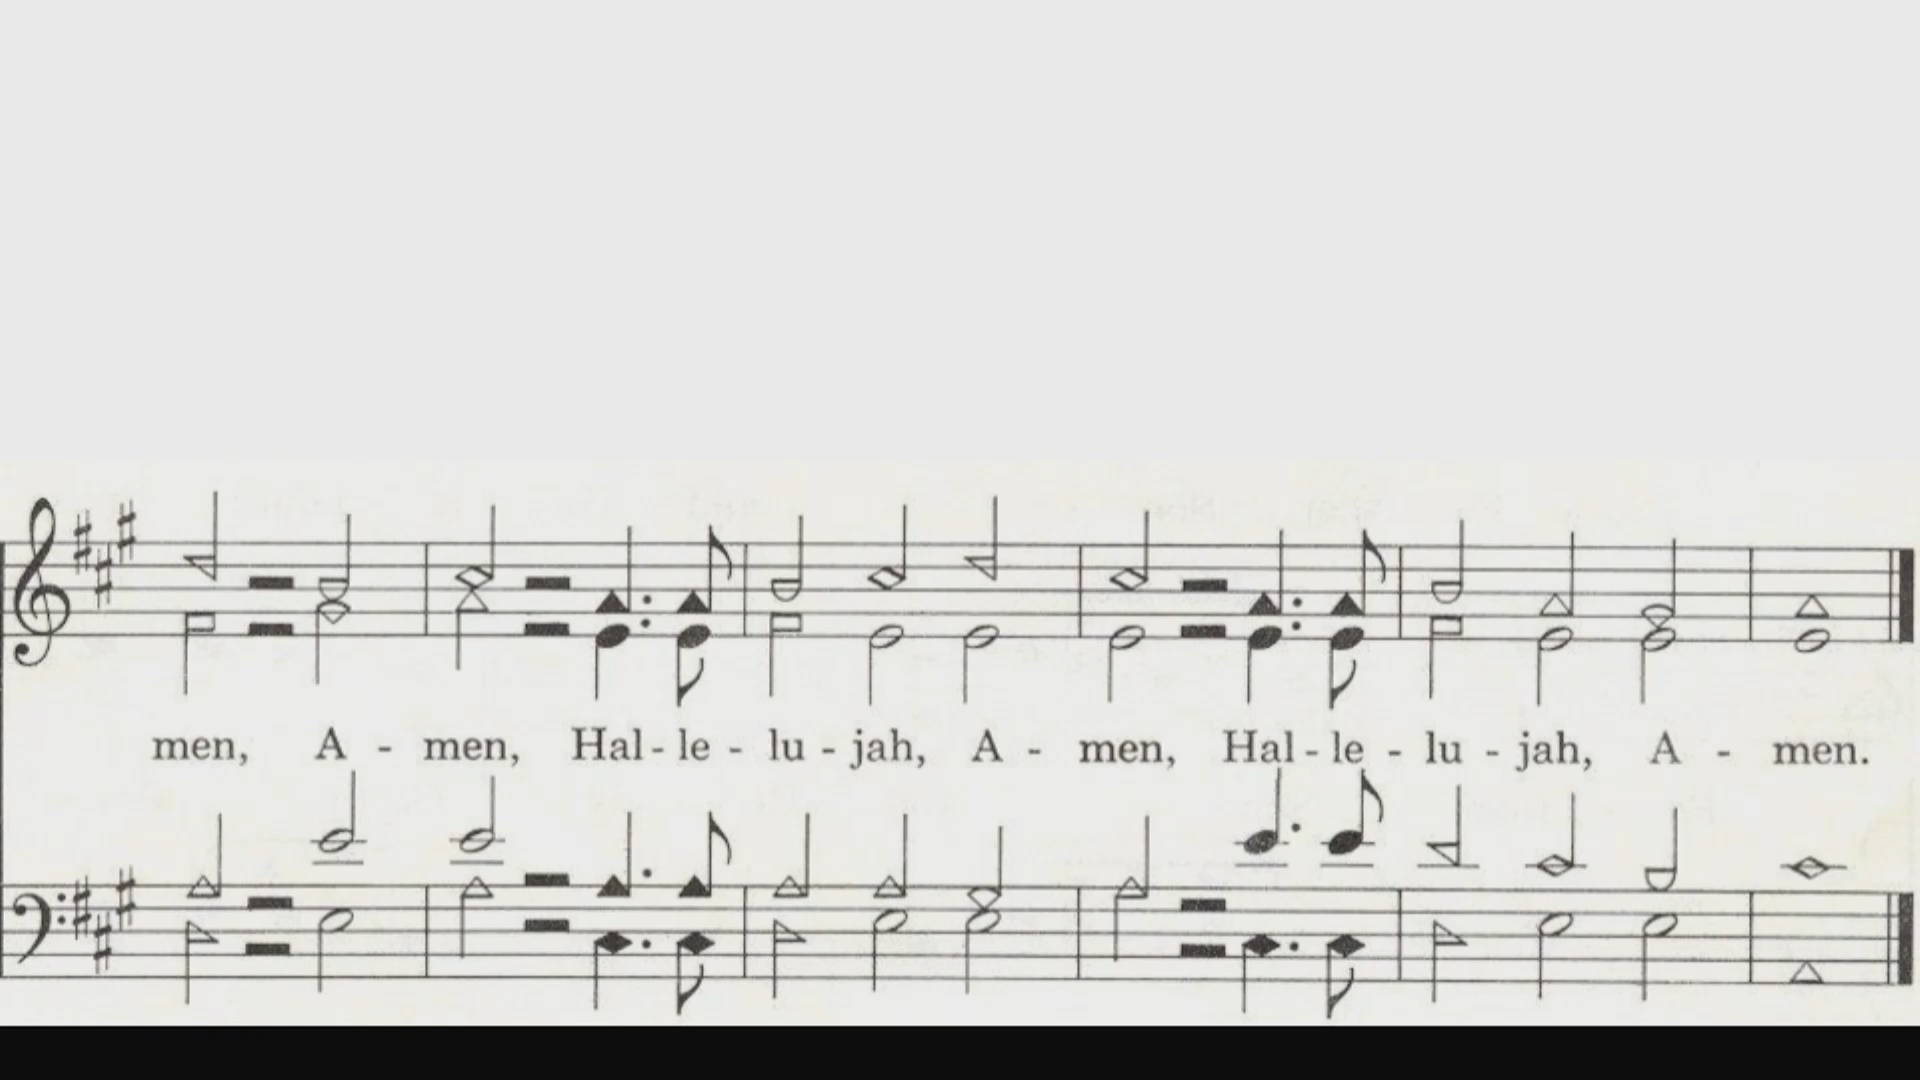 men, A - men, Hal - le - lu - jah, A - men, Hal - le - lu - jah, A - men.